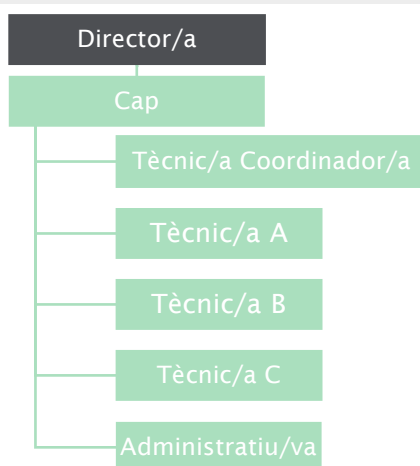 Director/a
Cap
Tècnic/a Coordinador/a
Tècnic/a A
Tècnic/a B
Tècnic/a C
Administratiu/va